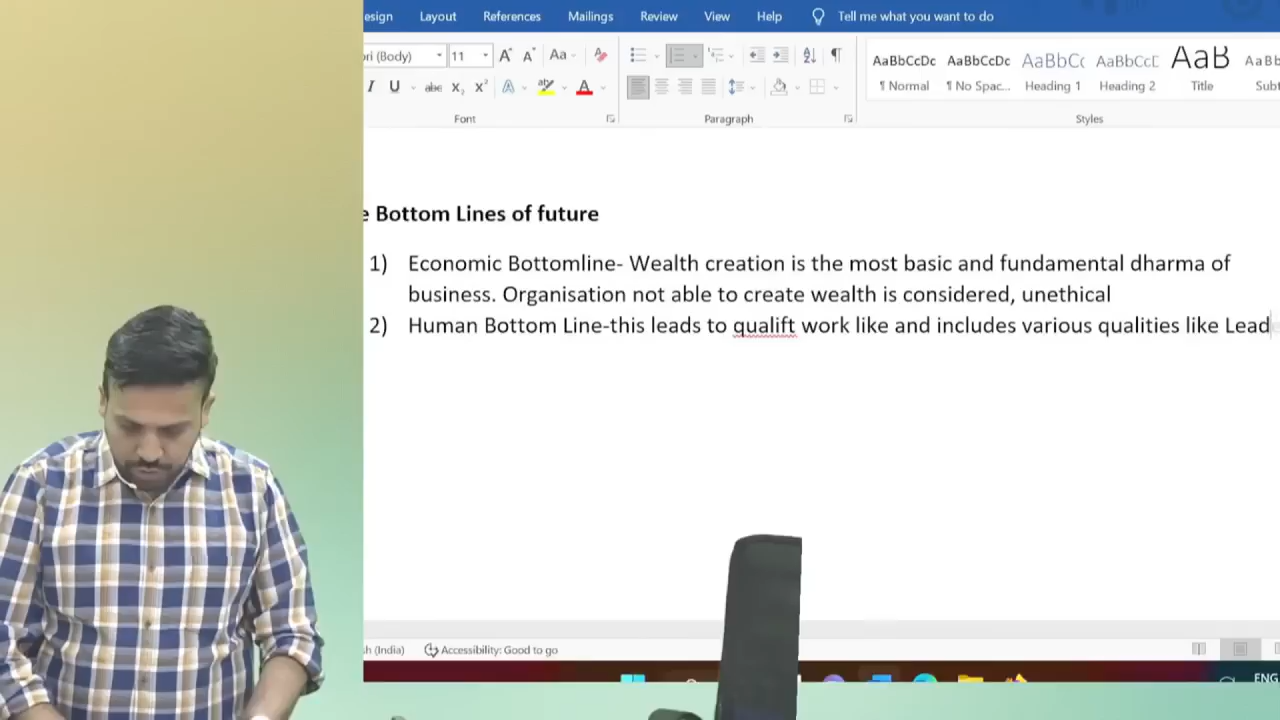 esign Layout References Mailings Review View Help Tell me what you want to do
ri (Body) 11 Aa
I U abc x₂ x² A A
AaBbCcDc AaBbCcDc AaBbCc AaBbCcD AaB AaBb
¶ Normal ¶ No Spac... Heading 1 Heading 2 Title Subt
Font Paragraph Styles
e Bottom Lines of future
1) Economic Bottomline- Wealth creation is the most basic and fundamental dharma of
business. Organisation not able to create wealth is considered, unethical
2) Human Bottom Line-this leads to qualift work like and includes various qualities like Lead
h (India) Accessibility: Good to go
ENG